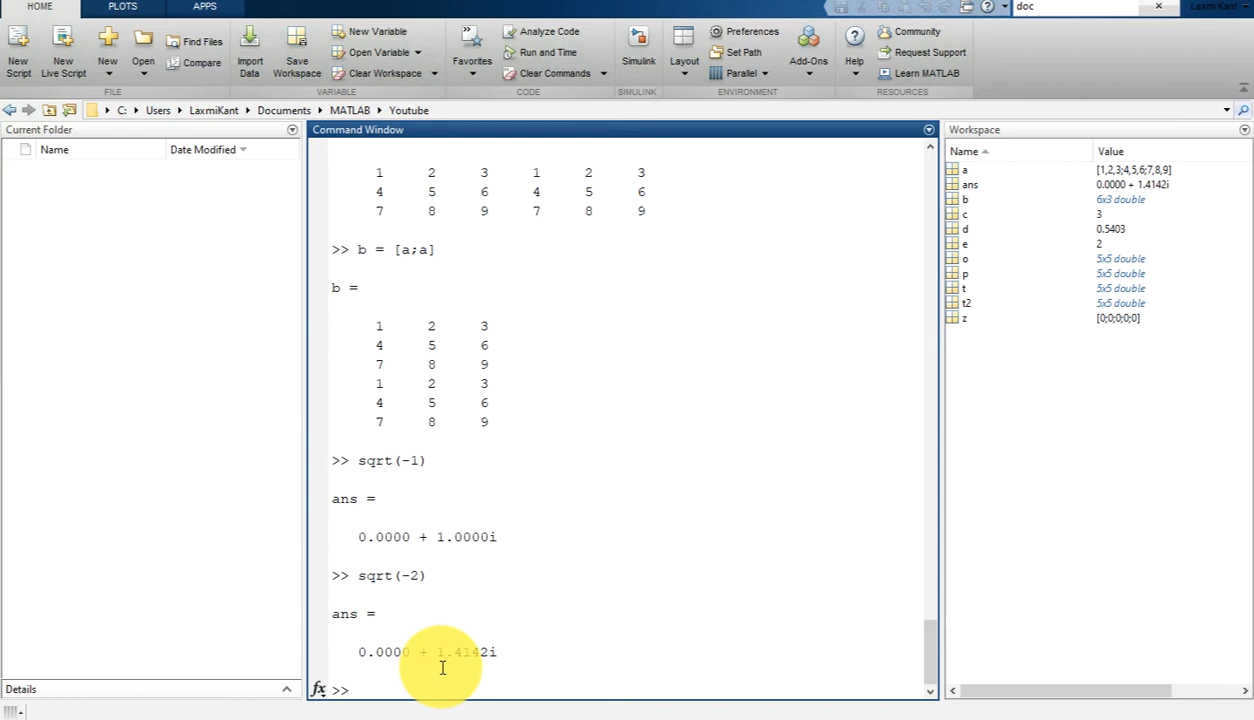 HOME PLOTS APPS doc Laxmi Kant
New Script New Live Script New Open Find Files Compare Import Data Save Workspace New Variable Open Variable Clear Workspace Favorites Analyze Code Run and Time Clear Commands Simulink Layout Preferences Set Path Parallel Add-Ons Help Community Request Support Learn MATLAB
FILE VARIABLE CODE SIMULINK ENVIRONMENT RESOURCES
C: Users LaxmiKant Documents MATLAB Youtube
Current Folder
Name Date Modified
Details
Command Window
1 2 3 1 2 3
4 5 6 4 5 6
7 8 9 7 8 9
>> b = [a;a]
b =
1 2 3
4 5 6
7 8 9
1 2 3
4 5 6
7 8 9
>> sqrt(-1)
ans =
0.0000 + 1.0000i
>> sqrt(-2)
ans =
0.0000 + 1.4142i
fx >>
Workspace
Name Value
a [1,2,3;4,5,6;7,8,9]
ans 0.0000 + 1.4142i
b 6x3 double
c 3
d 0.5403
e 2
o 5x5 double
p 5x5 double
t 5x5 double
t2 5x5 double
z [0;0;0;0;0]